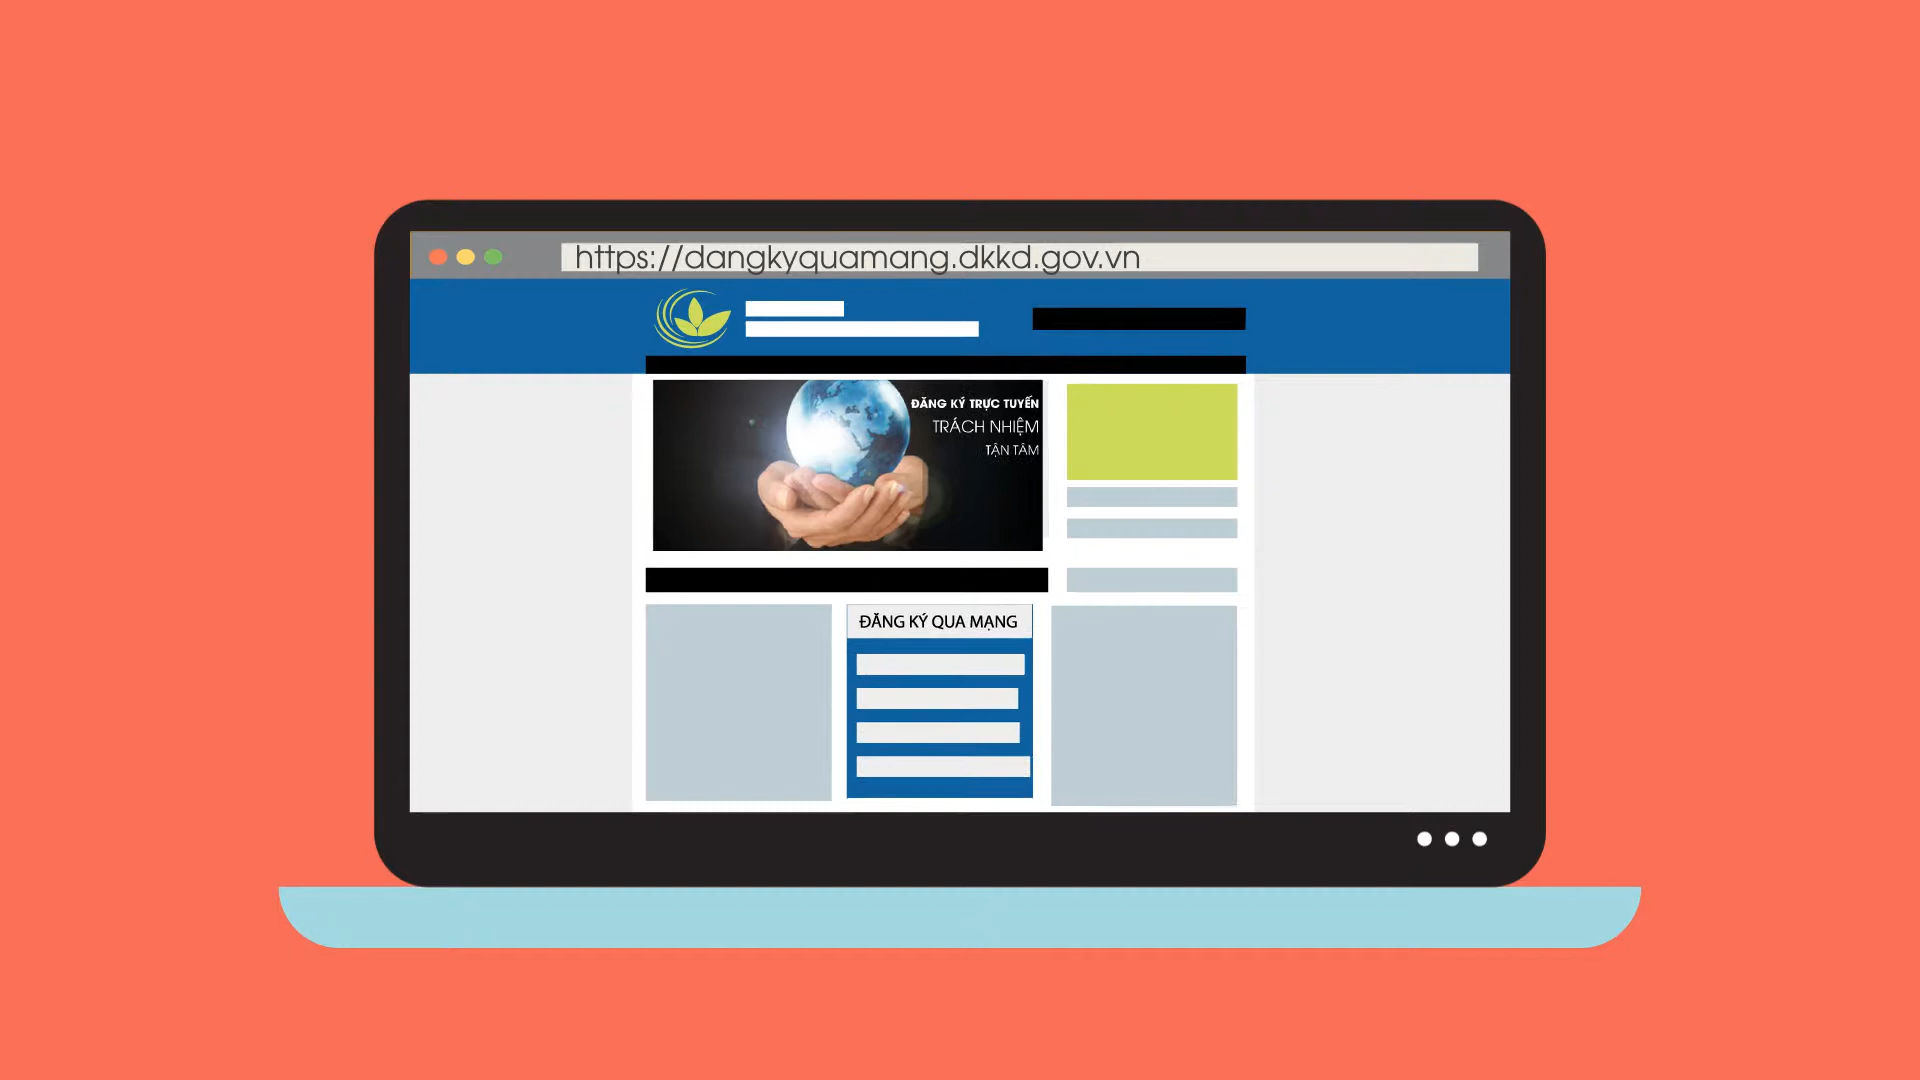 https://dangkyquamang.dkkd.gov.vn
ĐĂNG KÝ TRỰC TUYẾN
TRÁCH NHIỆM
TẬN TÂM
ĐĂNG KÝ QUA MẠNG